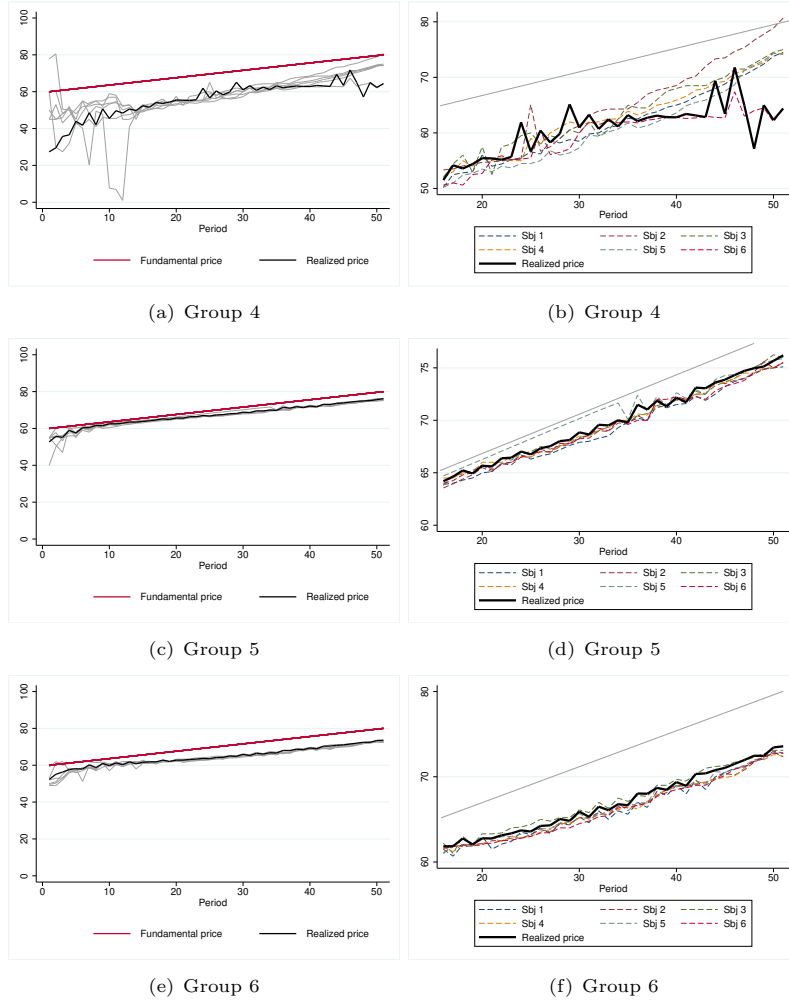 100
80
60
40
20
0
0 10 20 30 40 50
Period
Fundamental price Realized price
(a) Group 4
80
70
60
50
20 30 40 50
Period
Sbj 1 Sbj 2 Sbj 3
Sbj 4 Sbj 5 Sbj 6
Realized price
(b) Group 4
100
80
60
40
20
0
0 10 20 30 40 50
Period
Fundamental price Realized price
(c) Group 5
75
70
65
60
20 30 40 50
Period
Sbj 1 Sbj 2 Sbj 3
Sbj 4 Sbj 5 Sbj 6
Realized price
(d) Group 5
100
80
60
40
20
0
0 10 20 30 40 50
Period
Fundamental price Realized price
(e) Group 6
80
70
60
20 30 40 50
Period
Sbj 1 Sbj 2 Sbj 3
Sbj 4 Sbj 5 Sbj 6
Realized price
(f) Group 6